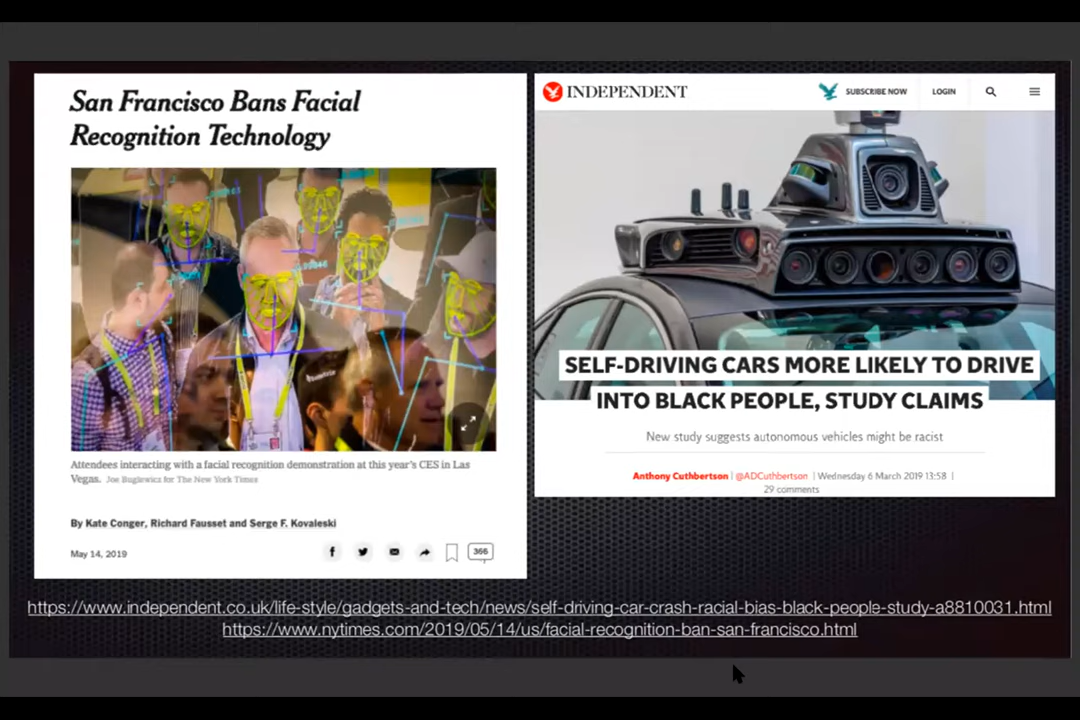 San Francisco Bans Facial
Recognition Technology
Attendees interacting with a facial recognition demonstration at this year's CES in Las
Vegas. Joe Buglewicz for The New York Times
By Kate Conger, Richard Fausset and Serge F. Kovaleski
May 14, 2019
366
INDEPENDENT
SUBSCRIBE NOW
LOGIN
SELF-DRIVING CARS MORE LIKELY TO DRIVE
INTO BLACK PEOPLE, STUDY CLAIMS
New study suggests autonomous vehicles might be racist
Anthony Cuthbertson | @ADCuthbertson | Wednesday 6 March 2019 13:58 |
29 comments
https://www.independent.co.uk/life-style/gadgets-and-tech/news/self-driving-car-crash-racial-bias-black-people-study-a8810031.html
https://www.nytimes.com/2019/05/14/us/facial-recognition-ban-san-francisco.html